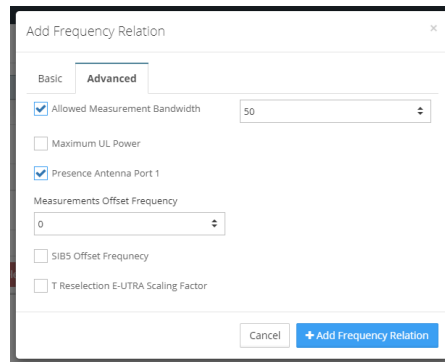 Add Frequency Relation
×
Basic Advanced
Allowed Measurement Bandwidth 50
Maximum UL Power
Presence Antenna Port 1
Measurements Offset Frequency
0
SIB5 Offset Frequnecy
T Reselection E-UTRA Scaling Factor
Cancel + Add Frequency Relation